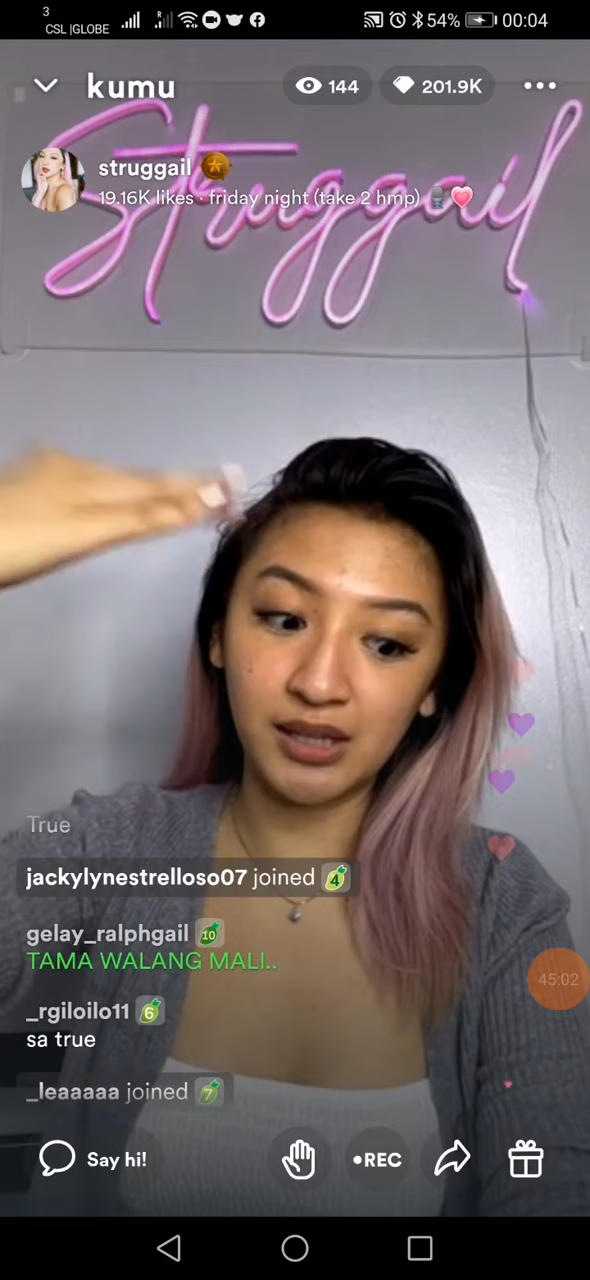 3
CSL |GLOBE
R
54%
00:04
kumu
144
201.9K
Struggail
struggail
19.16K likes · friday night (take 2 hmp) 🎙️💗
True
jackylynestrelloso07 joined 4
gelay_ralphgail 10
TAMA WALANG MALI..
_rgiloilo11 6
sa true
45:02
_leaaaaa joined 7
Say hi!
•REC